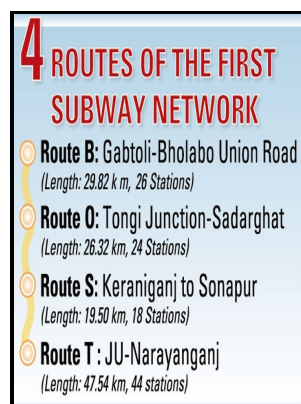 4 ROUTES OF THE FIRST
SUBWAY NETWORK
Route B: Gabtoli-Bholabo Union Road
(Length: 29.82 k m, 26 Stations)
Route O: Tongi Junction-Sadarghat
(Length: 26.32 km, 24 Stations)
Route S: Keraniganj to Sonapur
(Length: 19.50 km, 18 Stations)
Route T : JU-Narayanganj
(Length: 47.54 km, 44 stations)